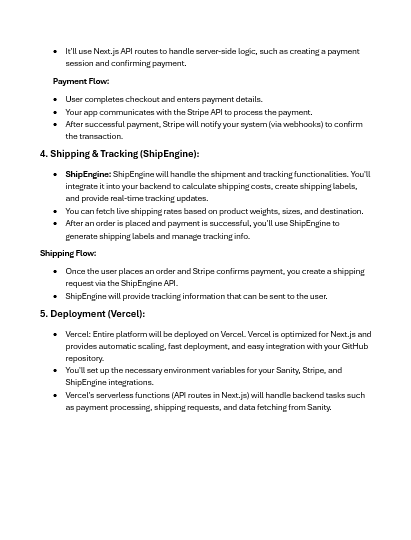 • It'll use Next.js API routes to handle server-side logic, such as creating a payment
session and confirming payment.
Payment Flow:
• User completes checkout and enters payment details.
• Your app communicates with the Stripe API to process the payment.
• After successful payment, Stripe will notify your system (via webhooks) to confirm
the transaction.
4. Shipping & Tracking (ShipEngine):
• ShipEngine: ShipEngine will handle the shipment and tracking functionalities. You'll
integrate it into your backend to calculate shipping costs, create shipping labels,
and provide real-time tracking updates.
• You can fetch live shipping rates based on product weights, sizes, and destination.
• After an order is placed and payment is successful, you'll use ShipEngine to
generate shipping labels and manage tracking info.
Shipping Flow:
• Once the user places an order and Stripe confirms payment, you create a shipping
request via the ShipEngine API.
• ShipEngine will provide tracking information that can be sent to the user.
5. Deployment (Vercel):
• Vercel: Entire platform will be deployed on Vercel. Vercel is optimized for Next.js and
provides automatic scaling, fast deployment, and easy integration with your GitHub
repository.
• You'll set up the necessary environment variables for your Sanity, Stripe, and
ShipEngine integrations.
• Vercel's serverless functions (API routes in Next.js) will handle backend tasks such
as payment processing, shipping requests, and data fetching from Sanity.